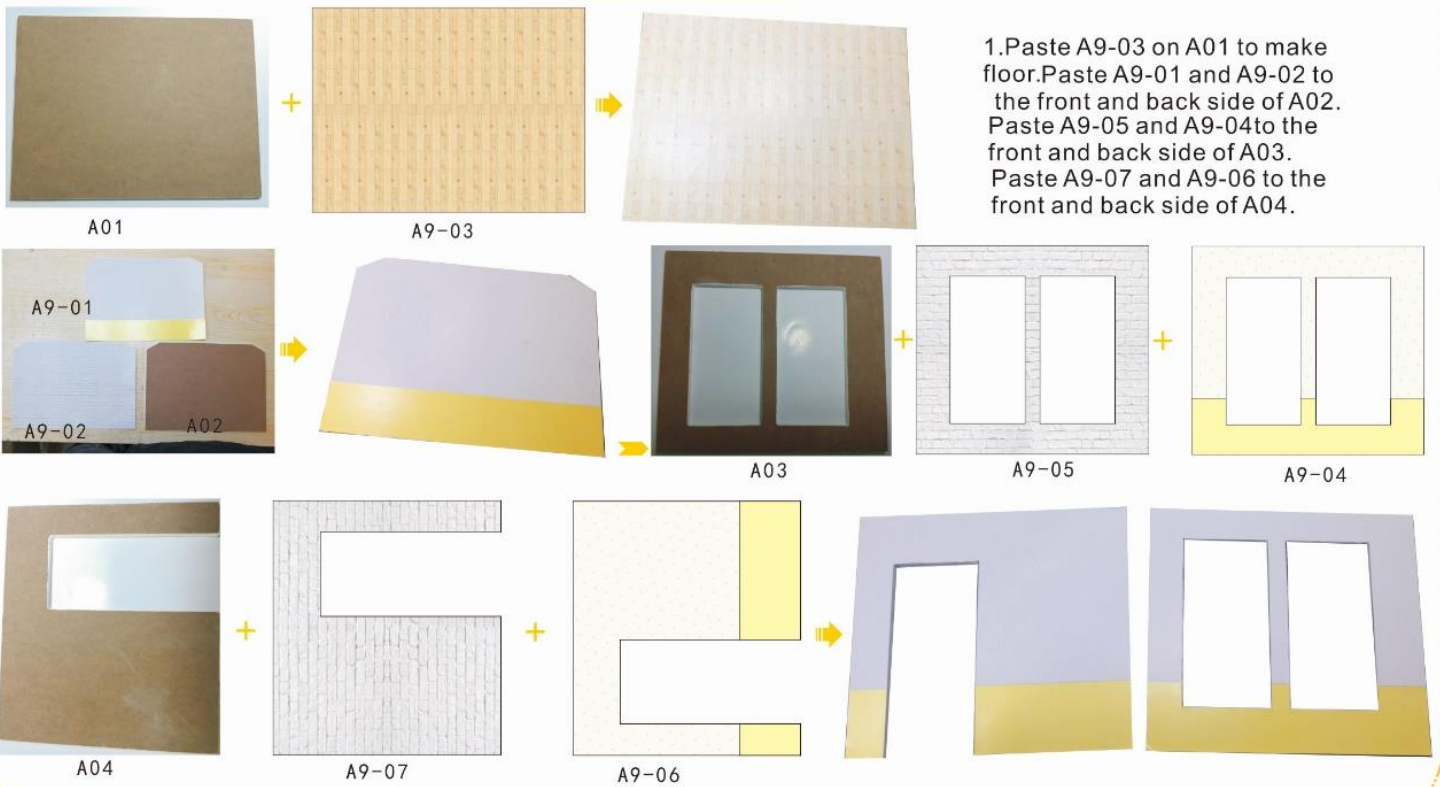 1.Paste A9-03 on A01 to make
floor.Paste A9-01 and A9-02 to
the front and back side of A02.
Paste A9-05 and A9-04to the
front and back side of A03.
Paste A9-07 and A9-06 to the
front and back side of A04.
A01
A9-03
A9-01
A9-02
A02
A03
A9-05
A9-04
A04
A9-07
A9-06